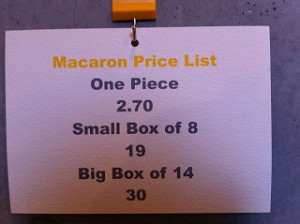 Macaron Price List
One Piece
2.70
Small Box of 8
19
Big Box of 14
30